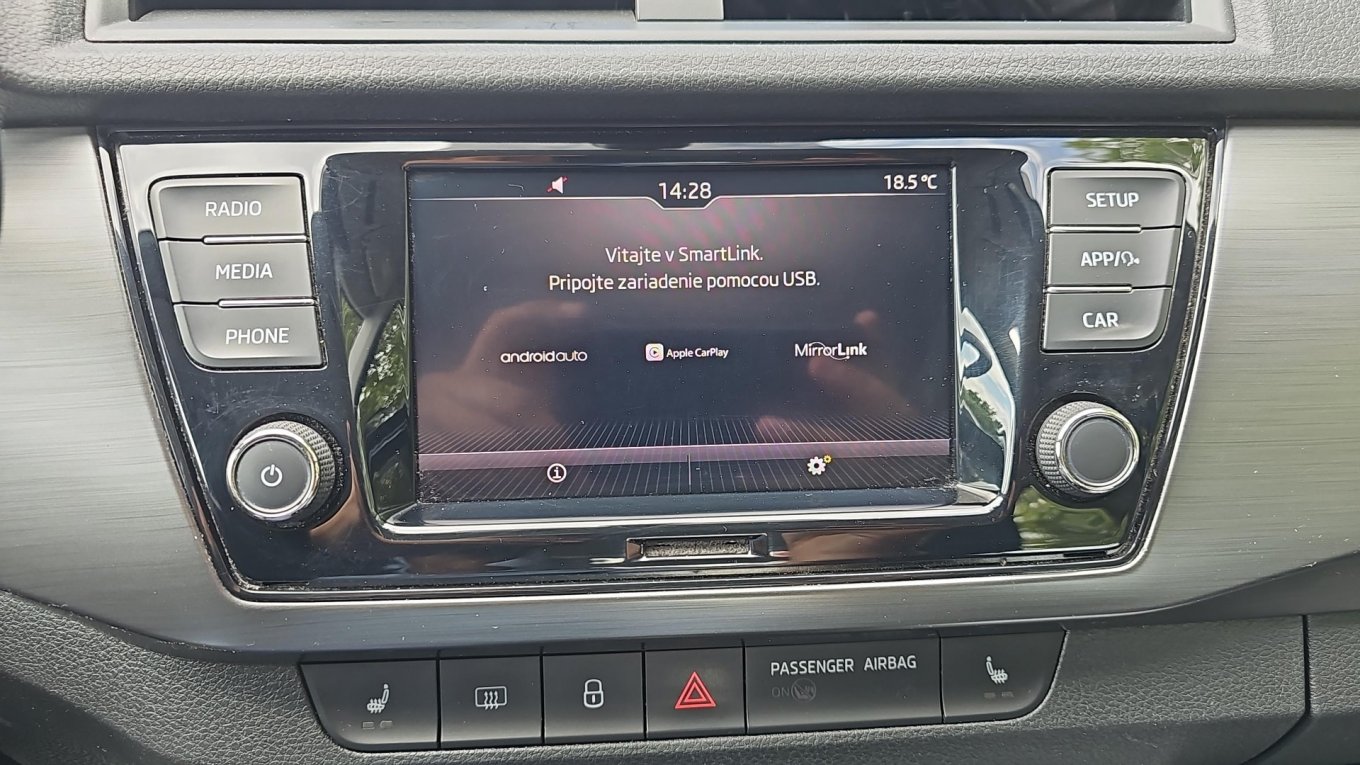 14:28
18.5°C
RADIO
MEDIA
PHONE
Vitajte v SmartLink.
Pripojte zariadenie pomocou USB.
androidauto
Apple CarPlay
MirrorLink
SETUP
APP/
CAR
PASSENGER AIRBAG
ON